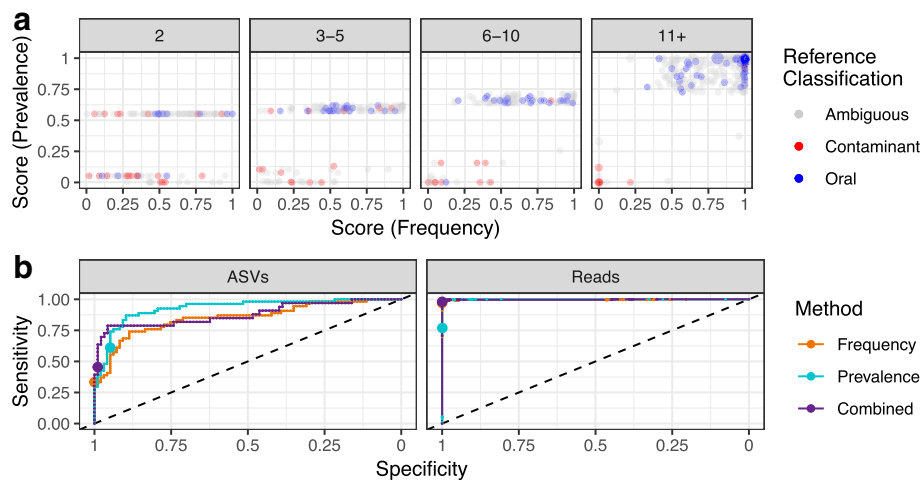 a
2
3−5
6−10
11+
Score (Prevalence)
1
0.75
0.5
0.25
0
0 0.25 0.5 0.75 1
0 0.25 0.5 0.75 1
0 0.25 0.5 0.75 1
0 0.25 0.5 0.75 1
Score (Frequency)
Reference
Classification
Ambiguous
Contaminant
Oral
b
ASVs
Reads
Sensitivity
1.00
0.75
0.50
0.25
0.00
1 0.75 0.5 0.25 0
1 0.75 0.5 0.25 0
Specificity
Method
Frequency
Prevalence
Combined